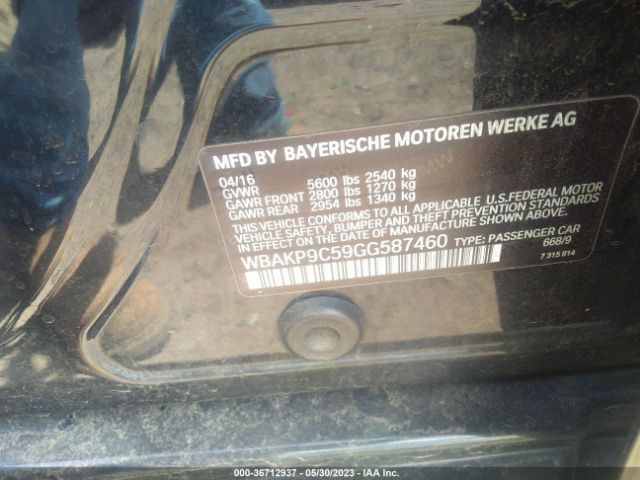 MFD BY BAYERISCHE MOTOREN WERKE AG
04/16
GVWR 5600 lbs 2540 kg
GAWR FRONT 2800 lbs 1270 kg
GAWR REAR 2954 lbs 1340 kg
THIS VEHICLE CONFORMS TO ALL APPLICABLE U.S.FEDERAL MOTOR
VEHICLE SAFETY, BUMPER, AND THEFT PREVENTION STANDARDS
IN EFFECT ON THE DATE OF MANUFACTURE SHOWN ABOVE.
WBAKP9C59GG587460 TYPE: PASSENGER CAR
668/9
7 315 814
000-36712937 - 05/30/2023 - IAA Inc.